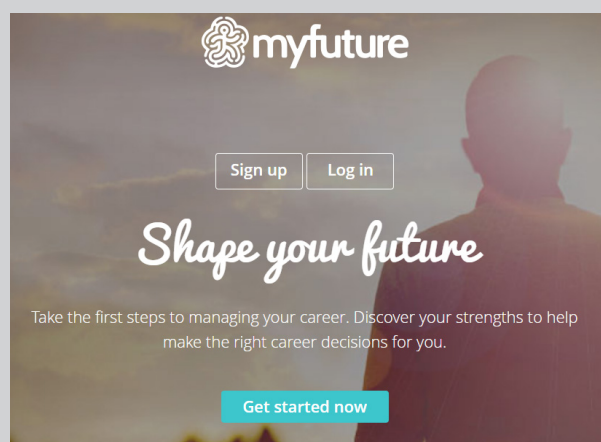 myfuture
Sign up
Log in
Shape your future
Take the first steps to managing your career. Discover your strengths to help
make the right career decisions for you.
Get started now